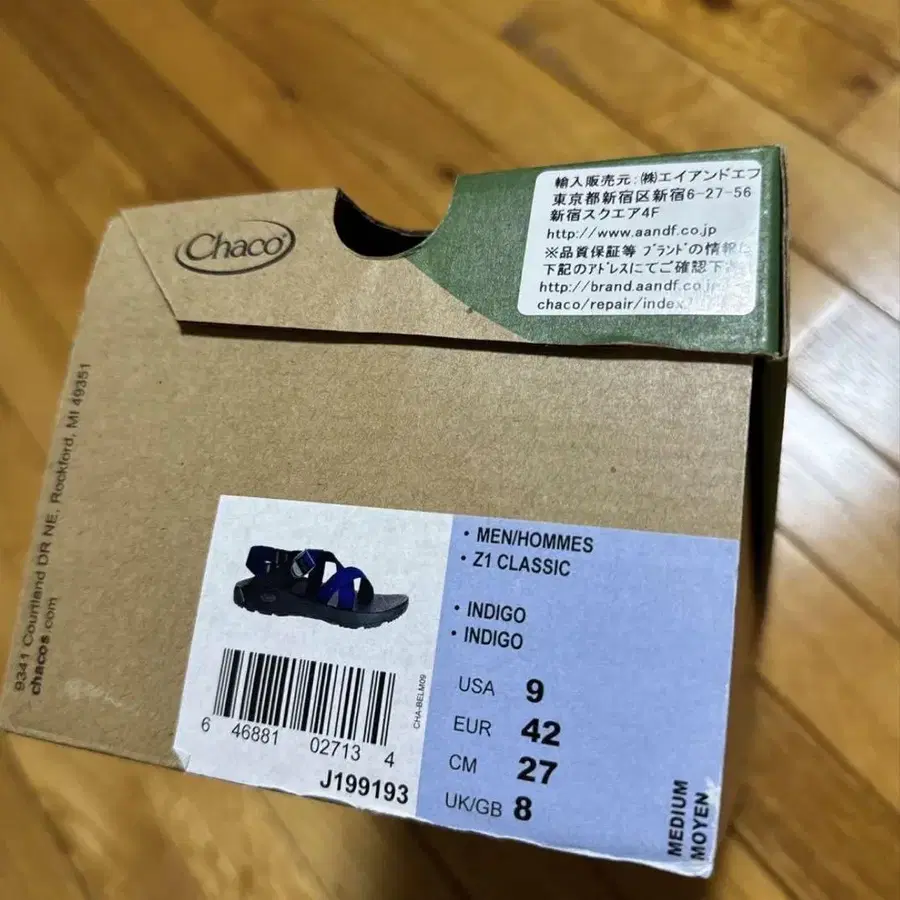 Chaco
輸入販売元:㈱エイアンドエフ
東京都新宿区新宿6-27-56
新宿スクエア4F
http://www.aandf.co.jp
※品質保証等 ブランドの情報は
下記のアドレスにてご確認下さ
http://brand.aandf.co.jp
chaco/repair/index
9341 Courtland DR NE, Rockford, MI 49351
chacos.com
• MEN/HOMMES
• Z1 CLASSIC
• INDIGO
• INDIGO
USA 9
EUR 42
CM 27
UK/GB 8
MEDIUM
MOYEN
CHA-BELM09
6 46881 02713 4
J199193